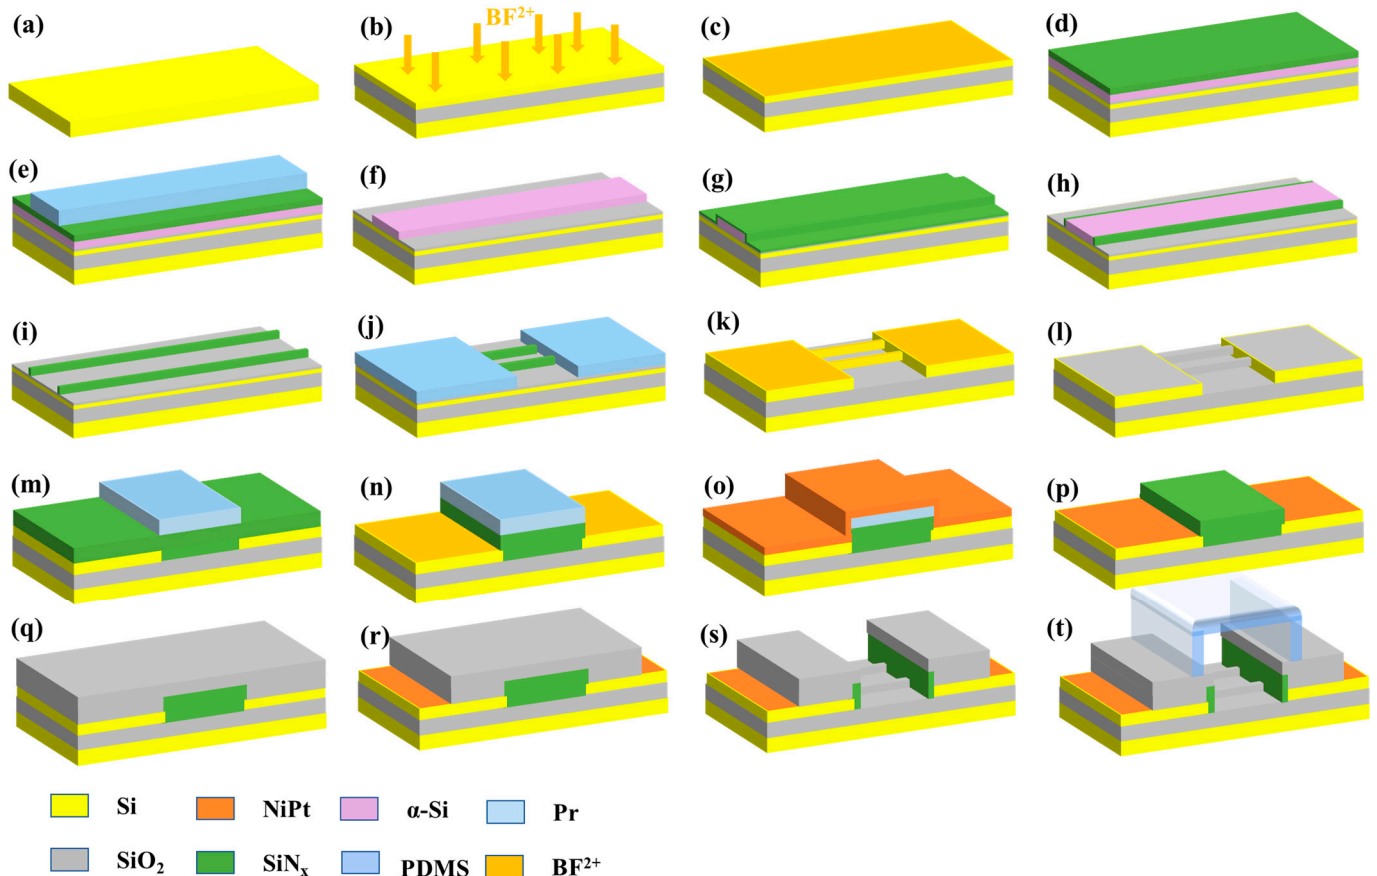 (a)
(b) BF²⁺
(c)
(d)
(e)
(f)
(g)
(h)
(i)
(j)
(k)
(l)
(m)
(n)
(o)
(p)
(q)
(r)
(s)
(t)
Si NiPt α-Si Pr
SiO₂ SiNₓ PDMS BF²⁺